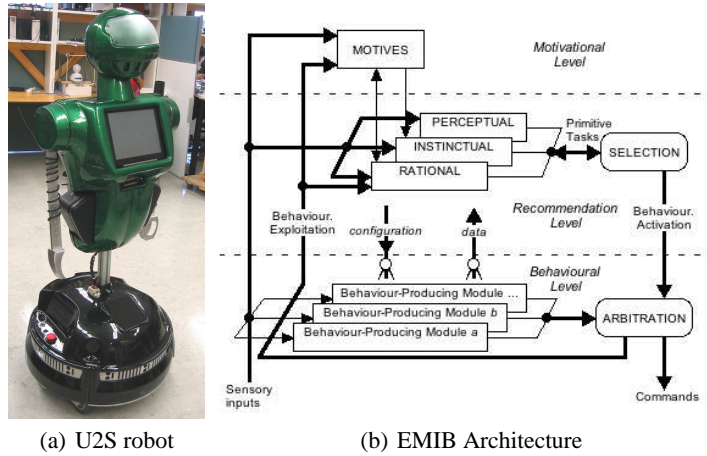 MOTIVES
Motivational
Level
PERCEPTUAL
INSTINCTUAL
RATIONAL
Primitive
Tasks
SELECTION
Behaviour.
Exploitation
configuration
data
Recommendation
Level
Behaviour.
Activation
Behavioural
Level
Behaviour-Producing Module ...
Behaviour-Producing Module b
Behaviour-Producing Module a
ARBITRATION
Sensory
inputs
Commands
(a) U2S robot
(b) EMIB Architecture